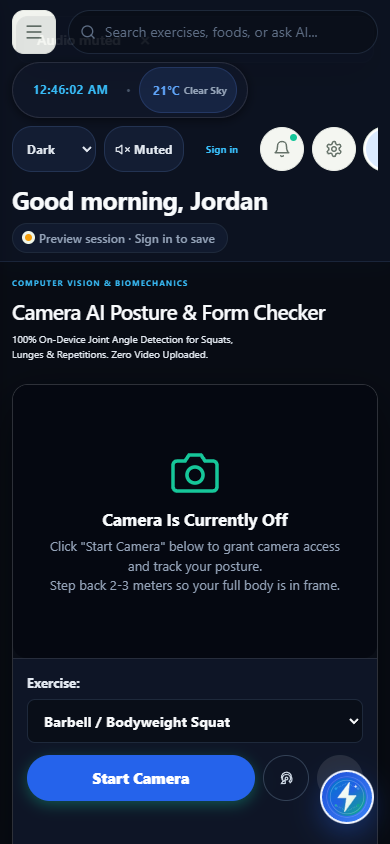 Search exercises, foods, or ask AI...
Audio muted
12:46:02 AM • 21°C Clear Sky
Dark Muted Sign in
Good morning, Jordan
Preview session · Sign in to save
COMPUTER VISION & BIOMECHANICS
Camera AI Posture & Form Checker
100% On-Device Joint Angle Detection for Squats,
Lunges & Repetitions. Zero Video Uploaded.
Camera Is Currently Off
Click "Start Camera" below to grant camera access
and track your posture.
Step back 2-3 meters so your full body is in frame.
Exercise:
Barbell / Bodyweight Squat
Start Camera